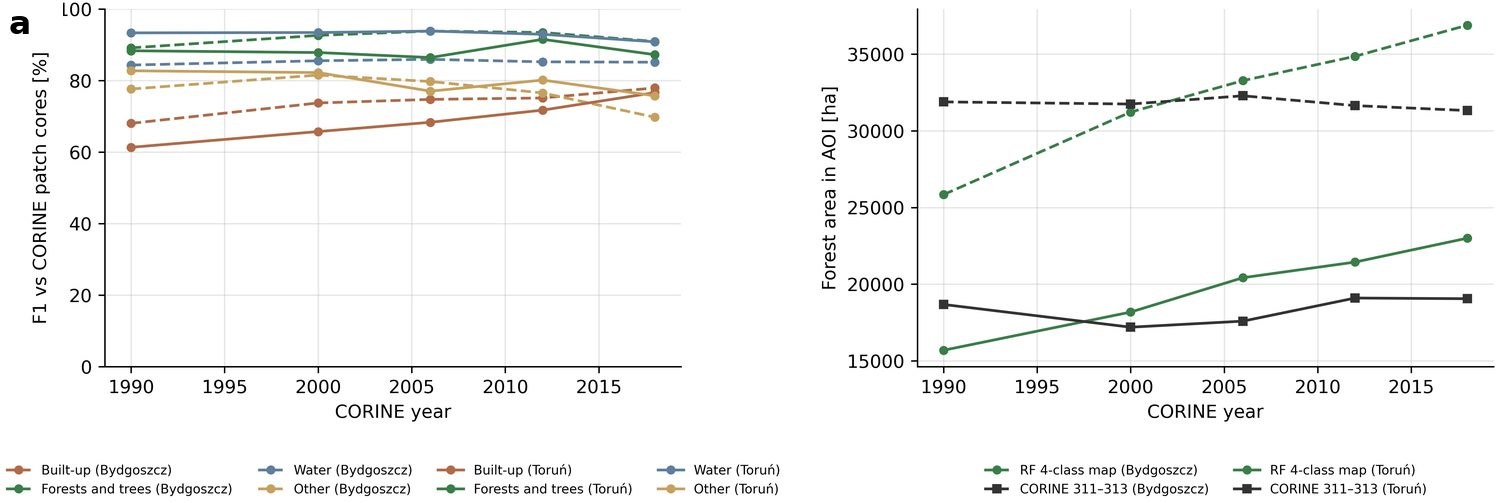 a
100
80
60
40
20
0
F1 vs CORINE patch cores [%]
1990 1995 2000 2005 2010 2015
CORINE year
Built-up (Bydgoszcz) Water (Bydgoszcz) Built-up (Toruń) Water (Toruń)
Forests and trees (Bydgoszcz) Other (Bydgoszcz) Forests and trees (Toruń) Other (Toruń)
35000
30000
25000
20000
15000
Forest area in AOI [ha]
1990 1995 2000 2005 2010 2015
CORINE year
RF 4-class map (Bydgoszcz) RF 4-class map (Toruń)
CORINE 311–313 (Bydgoszcz) CORINE 311–313 (Toruń)